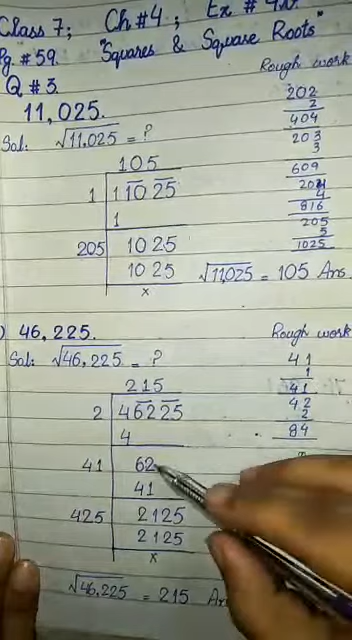 Class 7; Ch # 4; Ex #
Pg. # 59. "Squares & Square Roots"
Q # 3.
Rough work
11,025.
Sol: √11,025 = ?
105
1 | 1 10 25
1
205 | 10 25
10 25
x
√11,025 = 105 Ans
202
2
404
203
3
609
204
4
816
205
5
1025
) 46,225.
Rough work
Sol: √46,225 = ?
215
2 | 4 62 25
4
41 | 62
41
425 | 2125
2125
x
41
1
41
42
2
84
√46,225 = 215 An